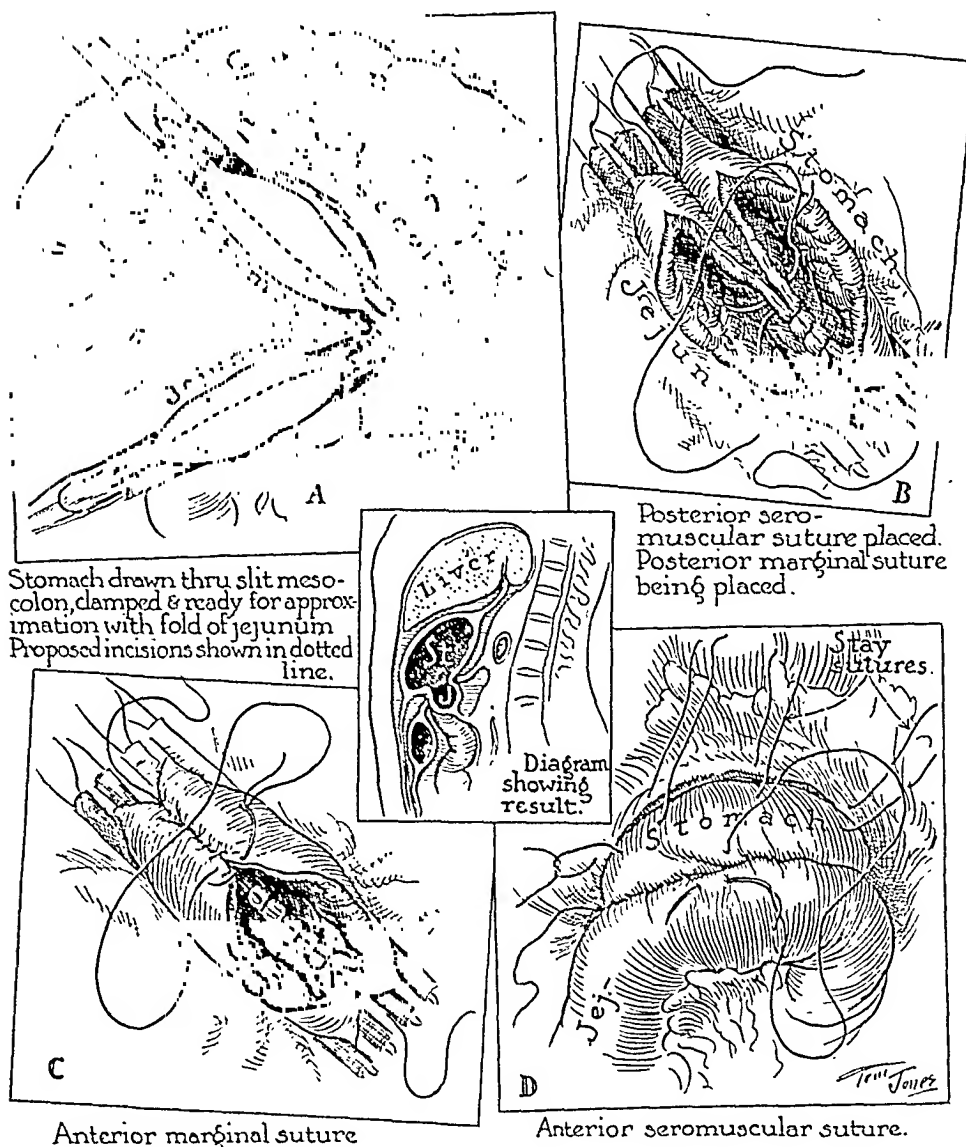 A
Stomach drawn thru slit meso-
colon, clamped & ready for approx-
imation with fold of jejunum
Proposed incisions shown in dotted
line.
Stomach
Jejun
B
Posterior sero-
muscular suture placed.
Posterior marginal suture
being placed.
Liver
St
J
Diagram
showing
result.
C
Anterior marginal suture
Stay
sutures.
Stomach
Jej-
D
Tom
Jones
Anterior seromuscular suture.